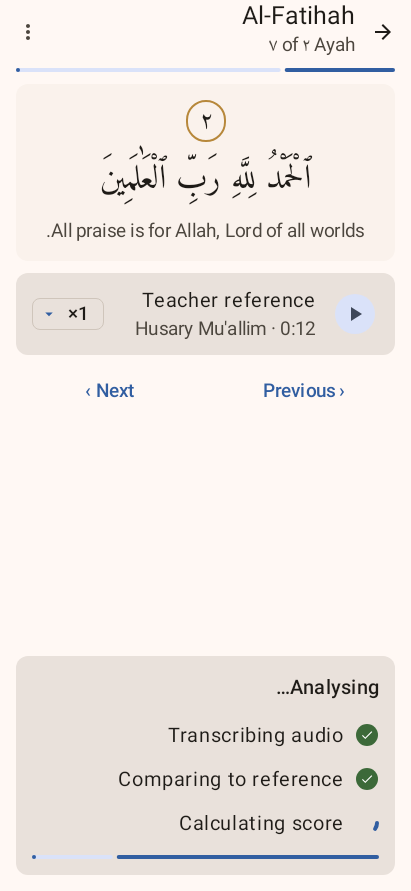 Al-Fatihah
٧ of ٢ Ayah
٢
ٱلْحَمْدُ لِلَّهِ رَبِّ ٱلْعَٰلَمِينَ
.All praise is for Allah, Lord of all worlds
Teacher reference
Husary Mu'allim · 0:12
×1
‹ Next
Previous ›
...Analysing
Transcribing audio
Comparing to reference
Calculating score